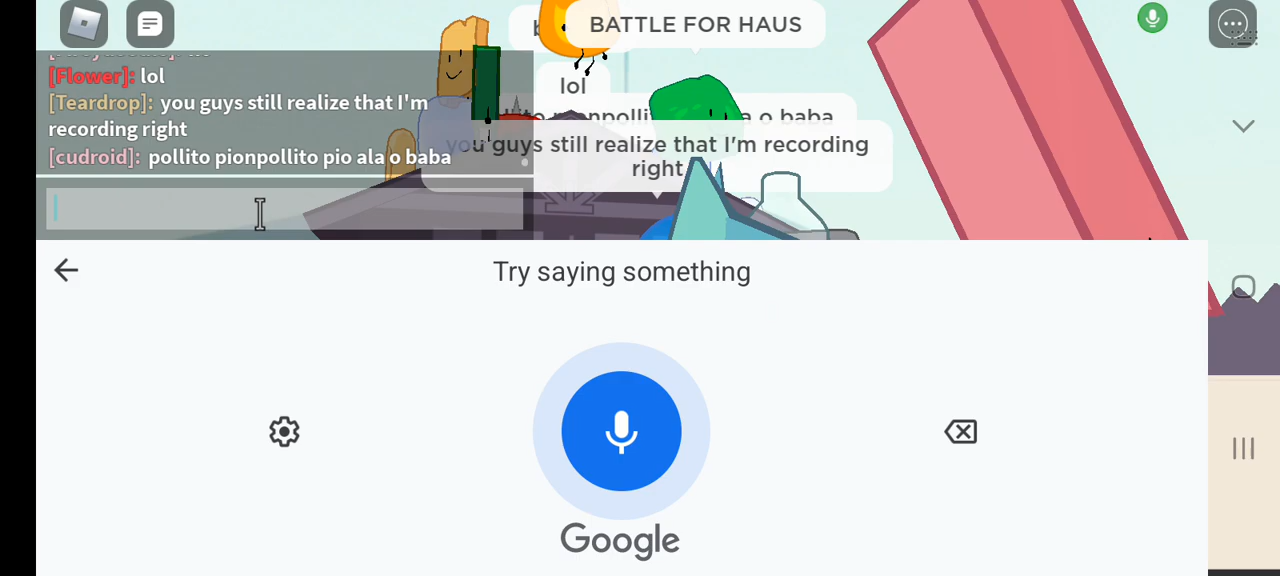 BATTLE FOR HAUS
[Flower]: lol
[Teardrop]: you guys still realize that I'm
recording right
[cudroid]: pollito pionpollito pio ala o baba
lol
a o baba
you guys still realize that I'm recording
right
Try saying something
Google